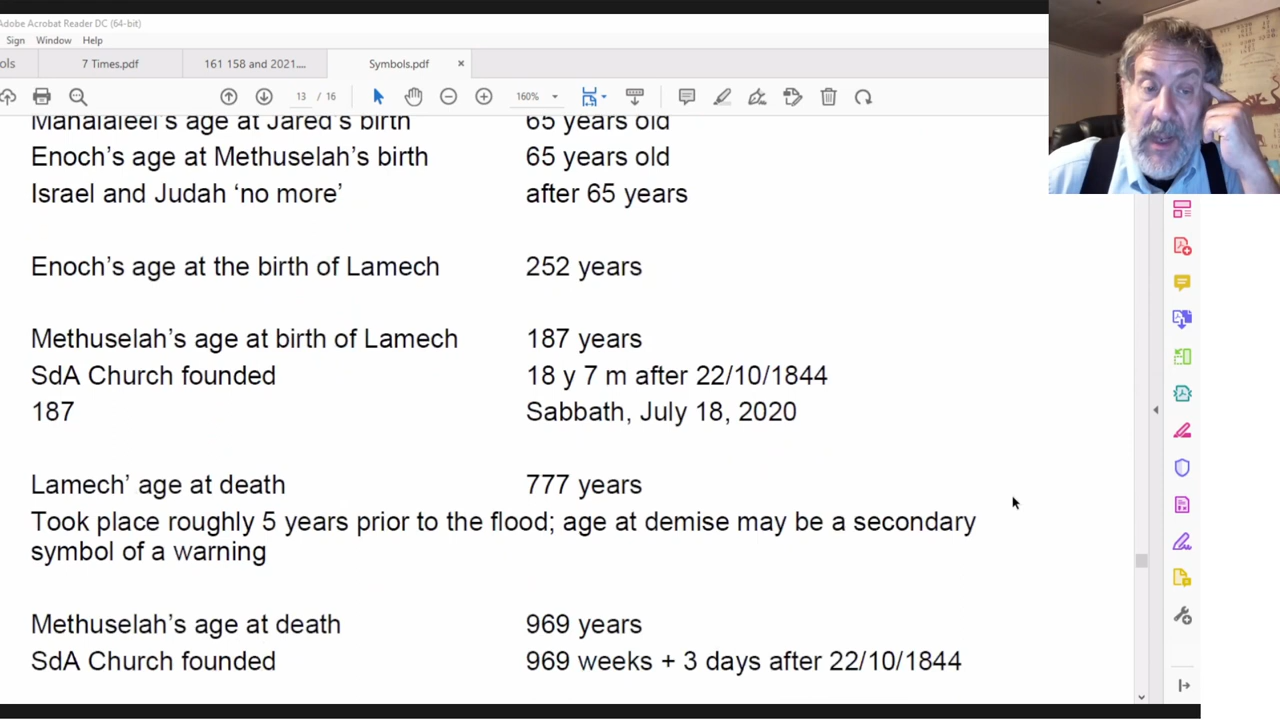 Adobe Acrobat Reader DC (64-bit)
Sign Window Help
ols 7 Times.pdf 161 158 and 2021.... Symbols.pdf ×
13 / 16 160%
Mahalaleel's age at Jared's birth 65 years old
Enoch's age at Methuselah's birth 65 years old
Israel and Judah 'no more' after 65 years
Enoch's age at the birth of Lamech 252 years
Methuselah's age at birth of Lamech 187 years
SdA Church founded 18 y 7 m after 22/10/1844
187 Sabbath, July 18, 2020
Lamech' age at death 777 years
Took place roughly 5 years prior to the flood; age at demise may be a secondary
symbol of a warning
Methuselah's age at death 969 years
SdA Church founded 969 weeks + 3 days after 22/10/1844